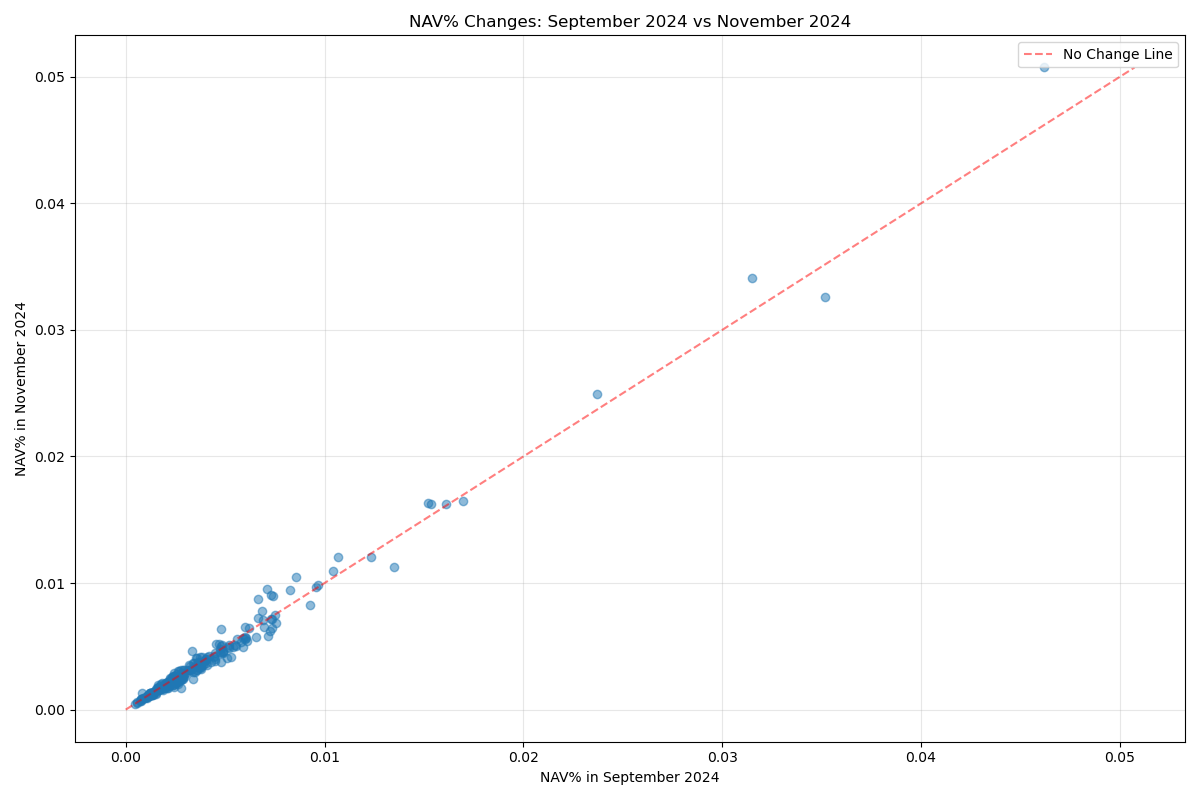 NAV% Changes: September 2024 vs November 2024
No Change Line
NAV% in November 2024
0.05
0.04
0.03
0.02
0.01
0.00
0.00 0.01 0.02 0.03 0.04 0.05
NAV% in September 2024